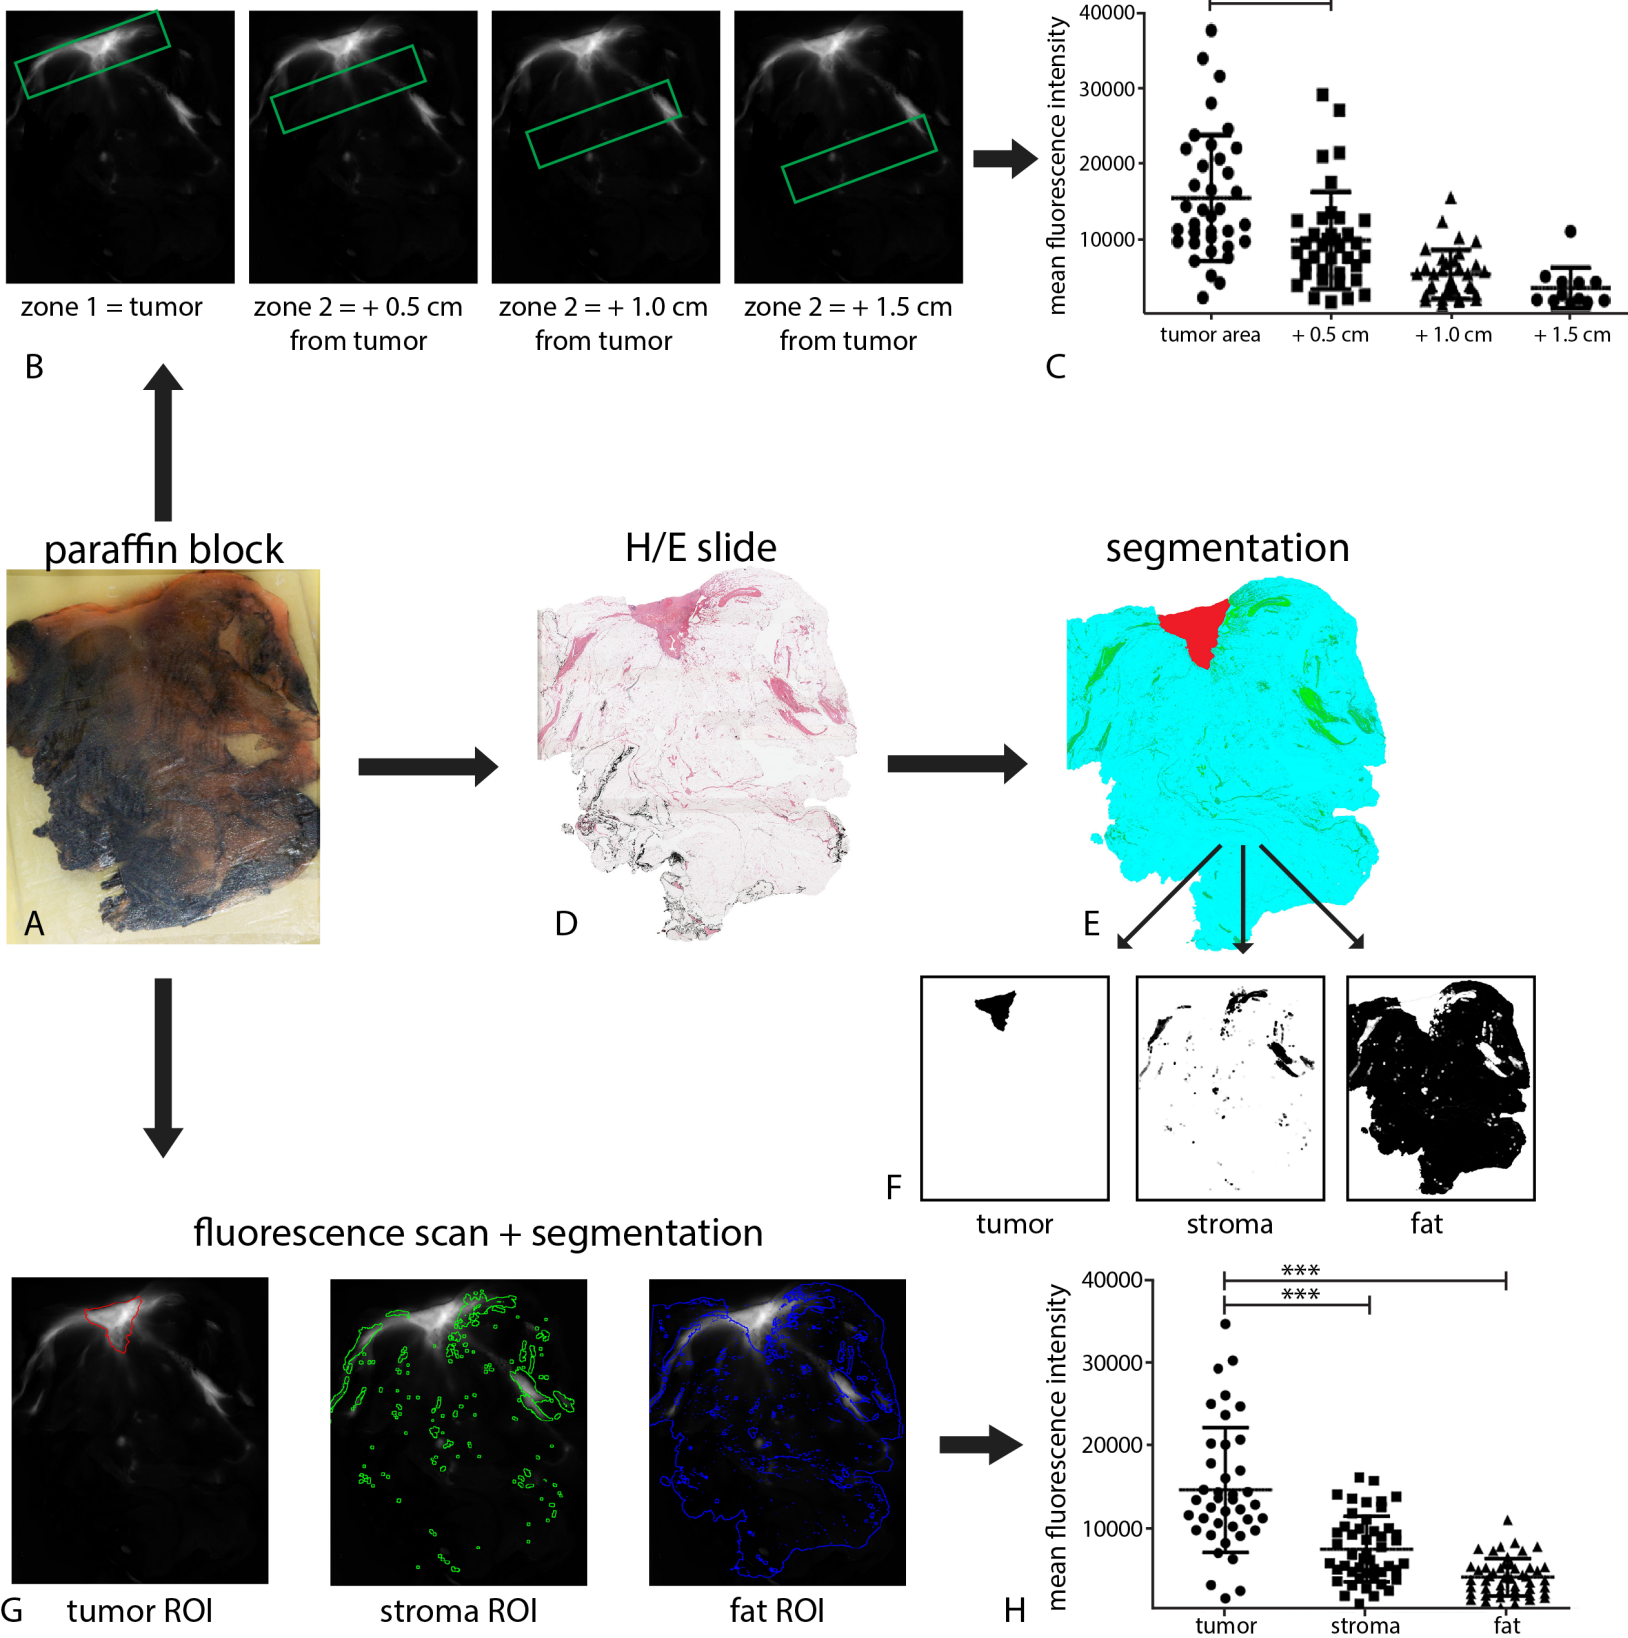 zone 1 = tumor
zone 2 = + 0.5 cm
from tumor
zone 2 = + 1.0 cm
from tumor
zone 2 = + 1.5 cm
from tumor
B
mean fluorescence intensity
40000
30000
20000
10000
tumor area
+ 0.5 cm
+ 1.0 cm
+ 1.5 cm
C
paraffin block
A
H/E slide
D
segmentation
E
F
tumor
stroma
fat
fluorescence scan + segmentation
G
tumor ROI
stroma ROI
fat ROI
H
mean fluorescence intensity
40000
30000
20000
10000
***
***
tumor
stroma
fat